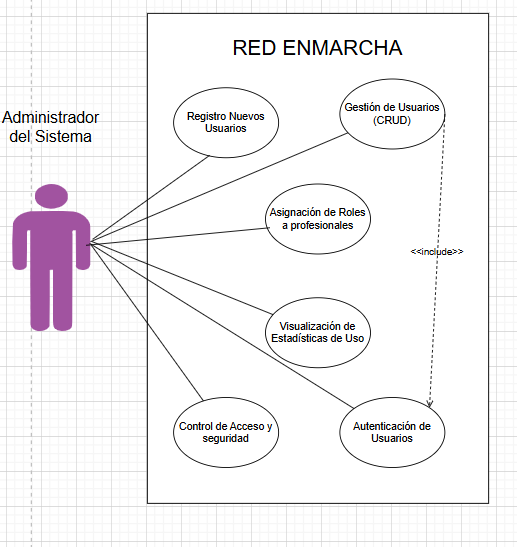 RED ENMARCHA
Administrador
del Sistema
Registro Nuevos
Usuarios
Gestión de Usuarios
(CRUD)
Asignación de Roles
a profesionales
<<include>>
Visualización de
Estadísticas de Uso
Control de Acceso y
seguridad
Autenticación de
Usuarios